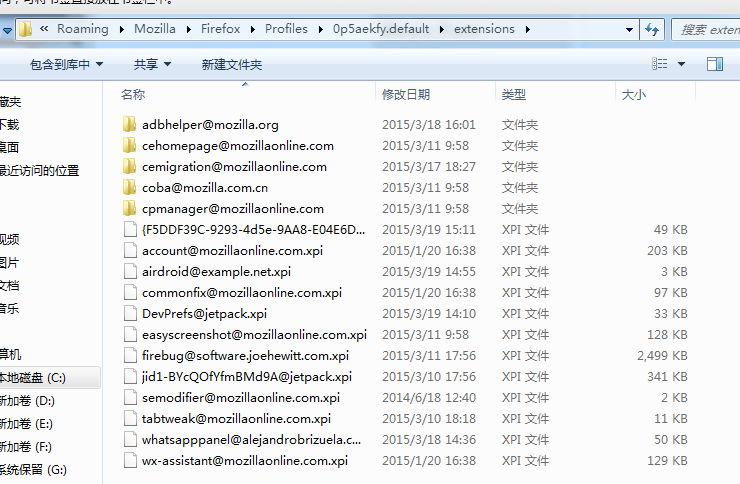 Roaming Mozilla Firefox Profiles 0p5aekfy.default extensions 搜索 exten
包含到库中 共享 新建文件夹
名称 修改日期 类型 大小
藏夹
adbhelper@mozilla.org 2015/3/18 16:01 文件夹
下载
cehomepage@mozillaonline.com 2015/3/11 9:58 文件夹
桌面
cemigration@mozillaonline.com 2015/3/17 18:27 文件夹
最近访问的位置
coba@mozilla.com.cn 2015/3/11 9:58 文件夹
cpmanager@mozillaonline.com 2015/3/11 9:58 文件夹
{F5DDF39C-9293-4d5e-9AA8-E04E6D... 2015/3/19 15:11 XPI 文件 49 KB
视频
account@mozillaonline.com.xpi 2015/1/20 16:38 XPI 文件 203 KB
图片
airdroid@example.net.xpi 2015/3/19 14:55 XPI 文件 3 KB
文档
commonfix@mozillaonline.com.xpi 2015/1/20 16:38 XPI 文件 97 KB
音乐
DevPrefs@jetpack.xpi 2015/3/19 14:10 XPI 文件 33 KB
easyscreenshot@mozillaonline.com.xpi 2015/3/11 9:58 XPI 文件 128 KB
算机
firebug@software.joehewitt.com.xpi 2015/3/11 17:56 XPI 文件 2,499 KB
本地磁盘 (C:)
jid1-BYcQOfYfmBMd9A@jetpack.xpi 2015/3/10 17:56 XPI 文件 341 KB
新加卷 (D:)
semodifier@mozillaonline.com.xpi 2014/6/18 12:40 XPI 文件 2 KB
新加卷 (E:)
tabtweak@mozillaonline.com.xpi 2015/3/10 18:18 XPI 文件 11 KB
新加卷 (F:)
whatsapppanel@alejandrobrizuela.c... 2015/3/18 14:36 XPI 文件 50 KB
系统保留 (G:)
wx-assistant@mozillaonline.com.xpi 2015/1/20 16:38 XPI 文件 129 KB